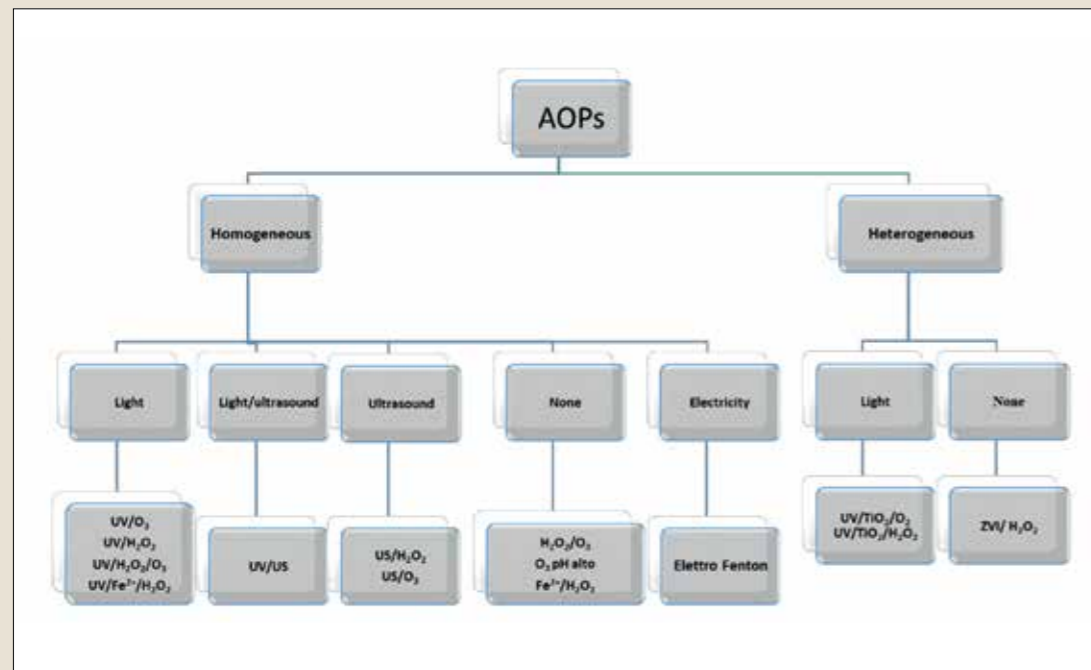 AOPs
Homogeneous
Heterogeneous
Light
Light/ultrasound
Ultrasound
None
Electricity
Light
None
UV/O₃
UV/H₂O₂
UV/H₂O₂/O₃
UV/Fe²⁺/H₂O₂
UV/US
US/H₂O₂
US/O₃
H₂O₂/O₃
O₃ pH alto
Fe²⁺/H₂O₂
Elettro Fenton
UV/TiO₂/O₂
UV/TiO₂/H₂O₂
ZVI/ H₂O₂